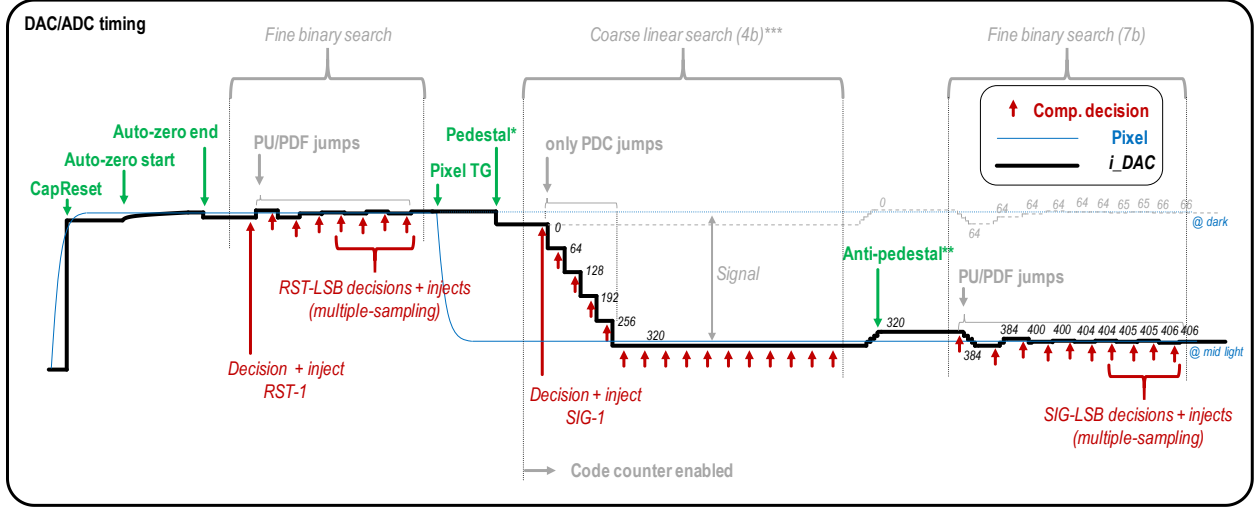 DAC/ADC timing
Fine binary search
Coarse linear search (4b)***
Fine binary search (7b)
Comp. decision
Pixel
i_DAC
Auto-zero end
Auto-zero start
CapReset
PU/PDF jumps
Pedestal*
Pixel TG
only PDC jumps
0
64
128
192
256
320
Signal
Anti-pedestal**
320
0
64
64
64
64
64
65
65
66
66
@ dark
PU/PDF jumps
384
384
400
400
404
404
405
405
406
406
@ mid light
RST-LSB decisions + injects
(multiple-sampling)
Decision + inject
RST-1
Decision + inject
SIG-1
SIG-LSB decisions + injects
(multiple-sampling)
Code counter enabled